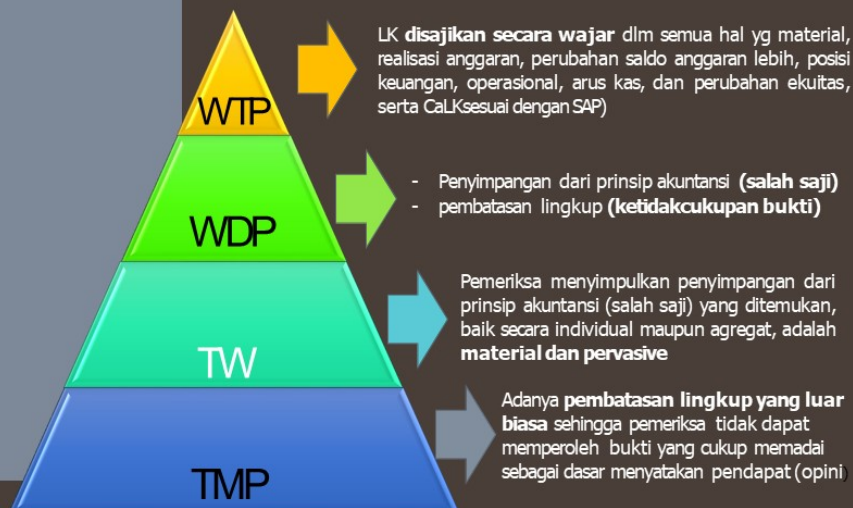 WTP
LK disajikan secara wajar dlm semua hal yg material,
realisasi anggaran, perubahan saldo anggaran lebih, posisi
keuangan, operasional, arus kas, dan perubahan ekuitas,
serta CaLKsesuai dengan SAP)
WDP
- Penyimpangan dari prinsip akuntansi (salah saji)
- pembatasan lingkup (ketidakcukupan bukti)
TW
Pemeriksa menyimpulkan penyimpangan dari
prinsip akuntansi (salah saji) yang ditemukan,
baik secara individual maupun agregat, adalah
material dan pervasive
TMP
Adanya pembatasan lingkup yang luar
biasa sehingga pemeriksa tidak dapat
memperoleh bukti yang cukup memadai
sebagai dasar menyatakan pendapat (opini)